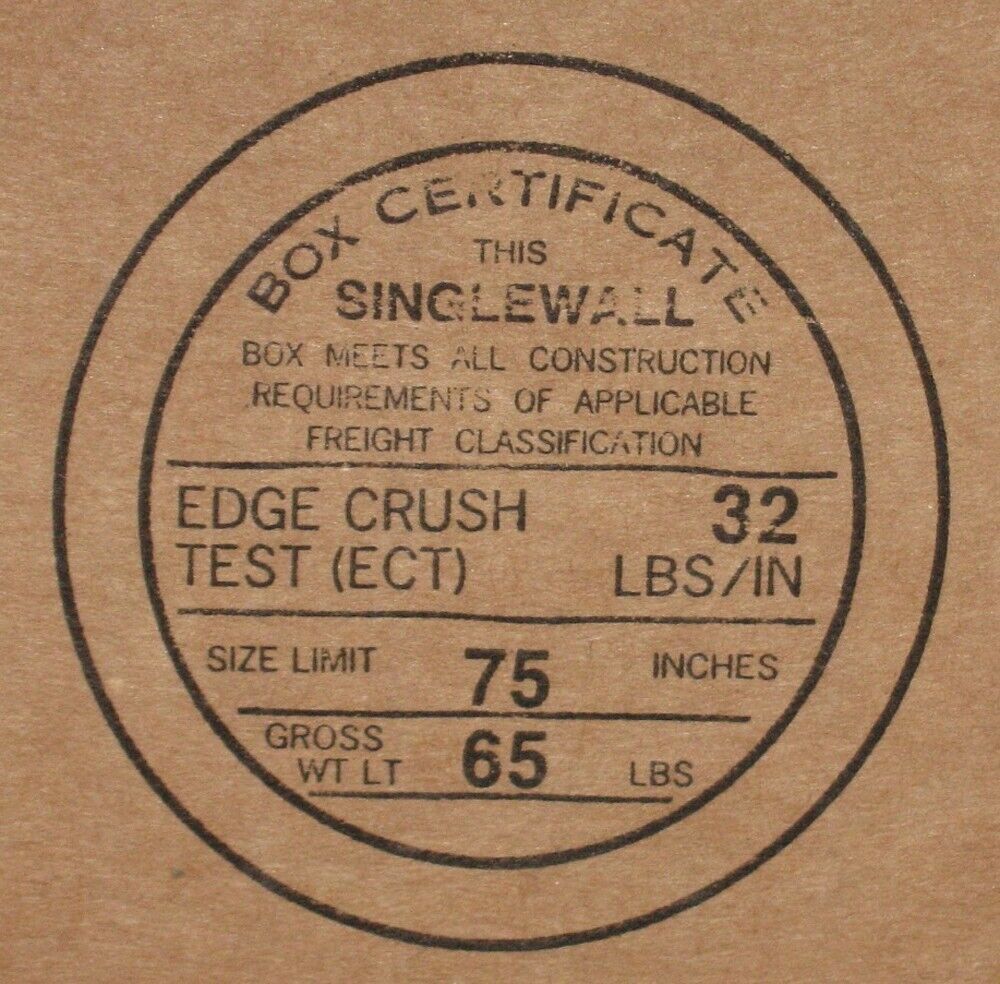 BOX CERTIFICATE
THIS
SINGLEWALL
BOX MEETS ALL CONSTRUCTION
REQUIREMENTS OF APPLICABLE
FREIGHT CLASSIFICATION
EDGE CRUSH 32
TEST (ECT) LBS/IN
SIZE LIMIT 75 INCHES
GROSS
WT LT 65 LBS